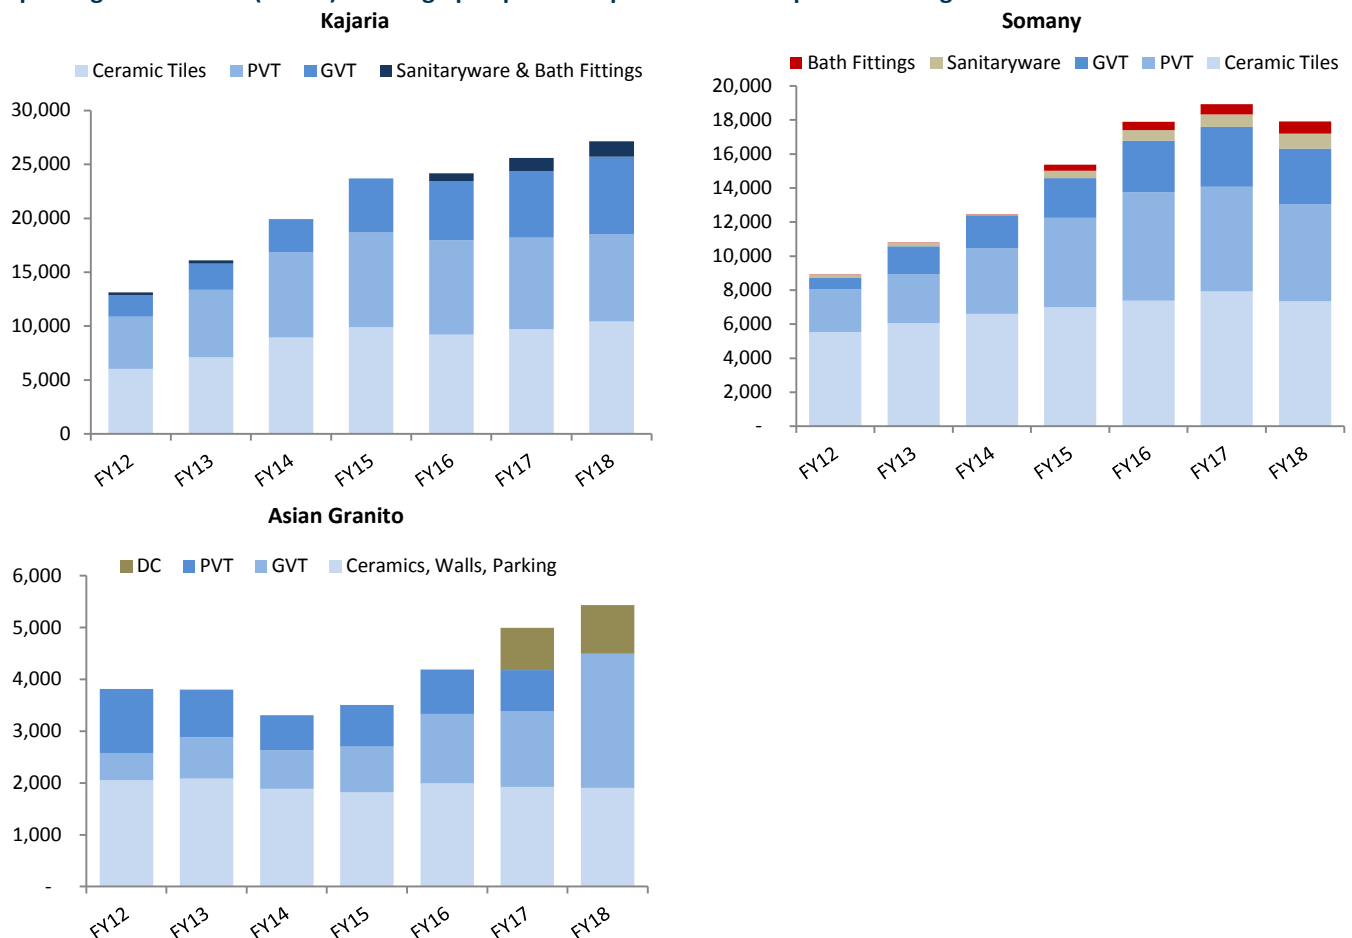 Kajaria
Ceramic Tiles PVT GVT Sanitaryware & Bath Fittings
30,000
25,000
20,000
15,000
10,000
5,000
0
FY12 FY13 FY14 FY15 FY16 FY17 FY18
Somany
Bath Fittings Sanitaryware GVT PVT Ceramic Tiles
20,000
18,000
16,000
14,000
12,000
10,000
8,000
6,000
4,000
2,000
-
FY12 FY13 FY14 FY15 FY16 FY17 FY18
Asian Granito
DC PVT GVT Ceramics, Walls, Parking
6,000
5,000
4,000
3,000
2,000
1,000
-
FY12 FY13 FY14 FY15 FY16 FY17 FY18